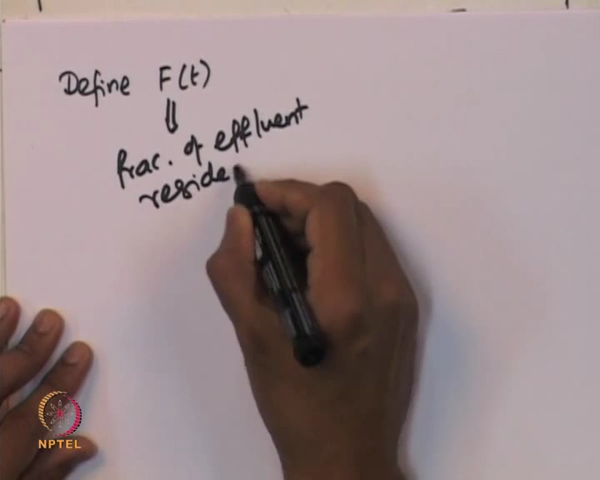 Define F(t)
⇓
frac. of effluent
reside
NPTEL